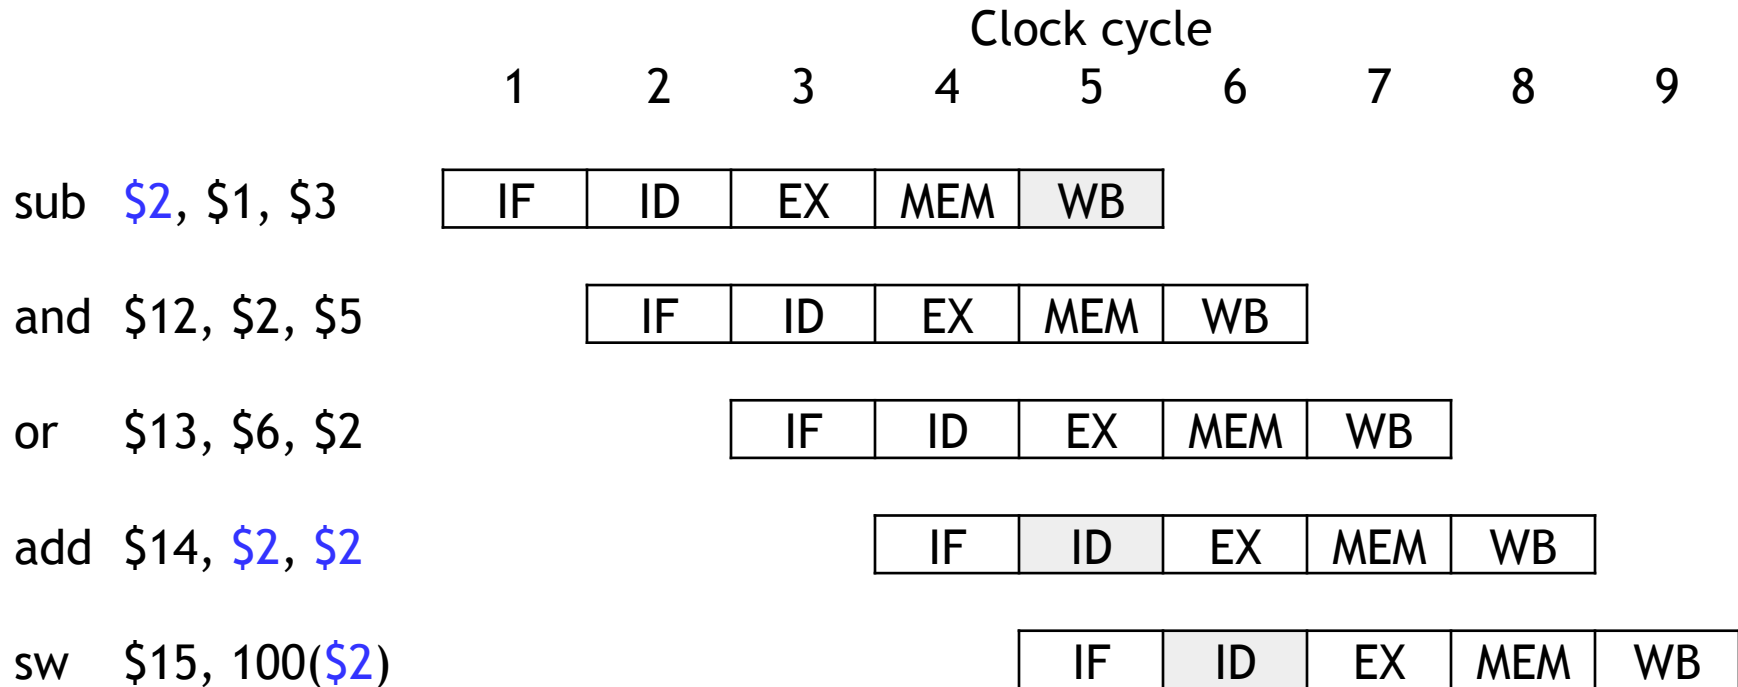 Clock cycle
1 2 3 4 5 6 7 8 9
sub $2, $1, $3 IF ID EX MEM WB
and $12, $2, $5 IF ID EX MEM WB
or $13, $6, $2 IF ID EX MEM WB
add $14, $2, $2 IF ID EX MEM WB
sw $15, 100($2) IF ID EX MEM WB